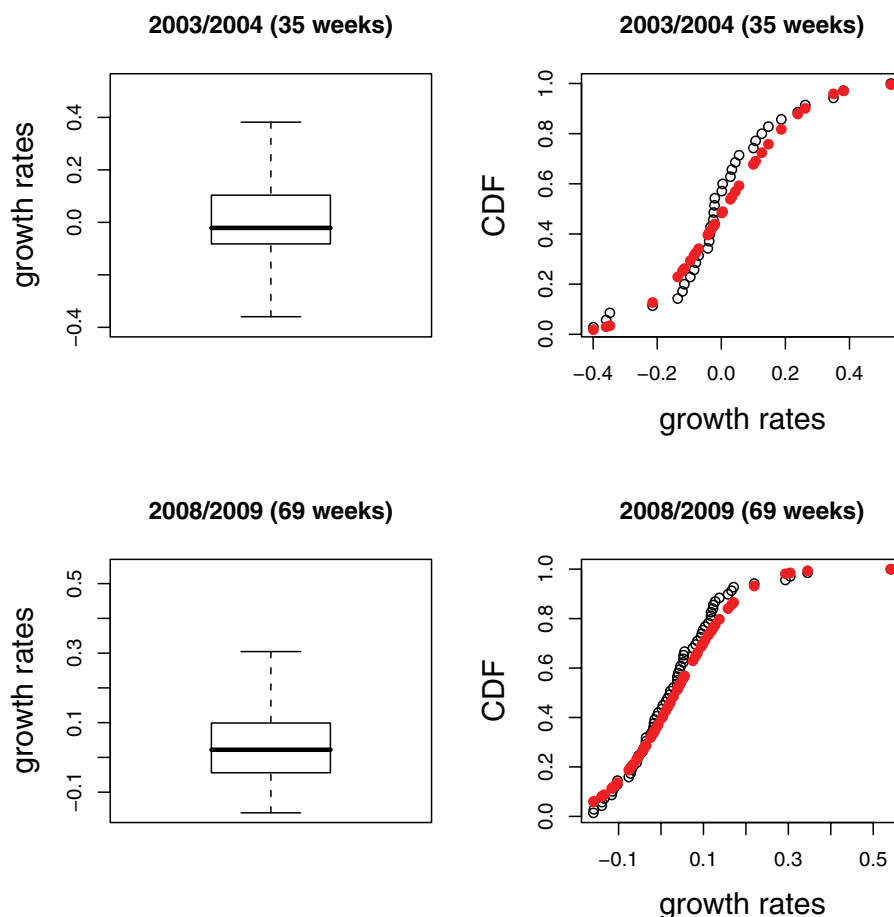 2003/2004 (35 weeks)
growth rates
0.4
0.2
0.0
−0.4
2003/2004 (35 weeks)
CDF
1.0
0.8
0.6
0.4
0.2
0.0
−0.4 −0.2 0.0 0.2 0.4
growth rates
2008/2009 (69 weeks)
growth rates
0.5
0.3
0.1
−0.1
2008/2009 (69 weeks)
CDF
1.0
0.8
0.6
0.4
0.2
0.0
−0.1 0.1 0.3 0.5
growth rates